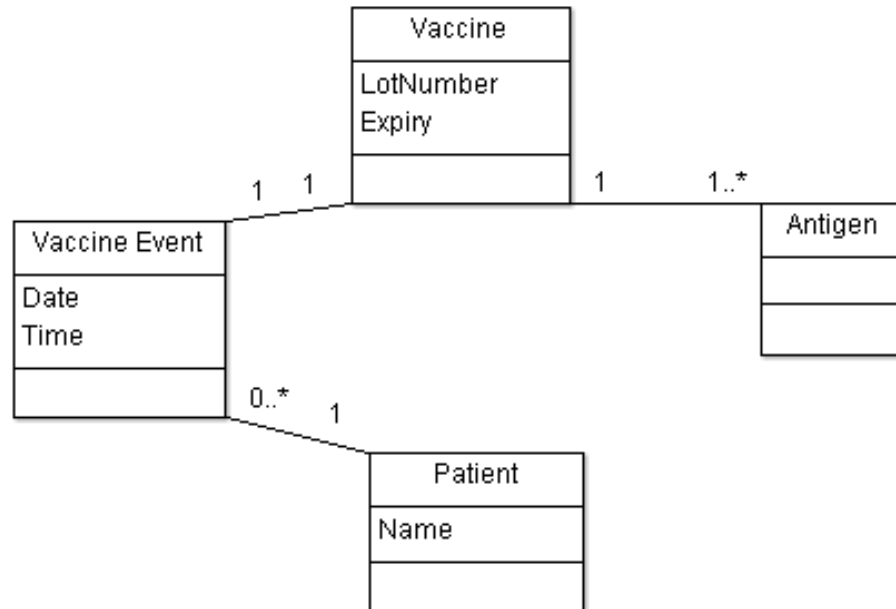 Vaccine
LotNumber
Expiry
1 1
1 1..*
Vaccine Event
Date
Time
Antigen
0..* 1
Patient
Name